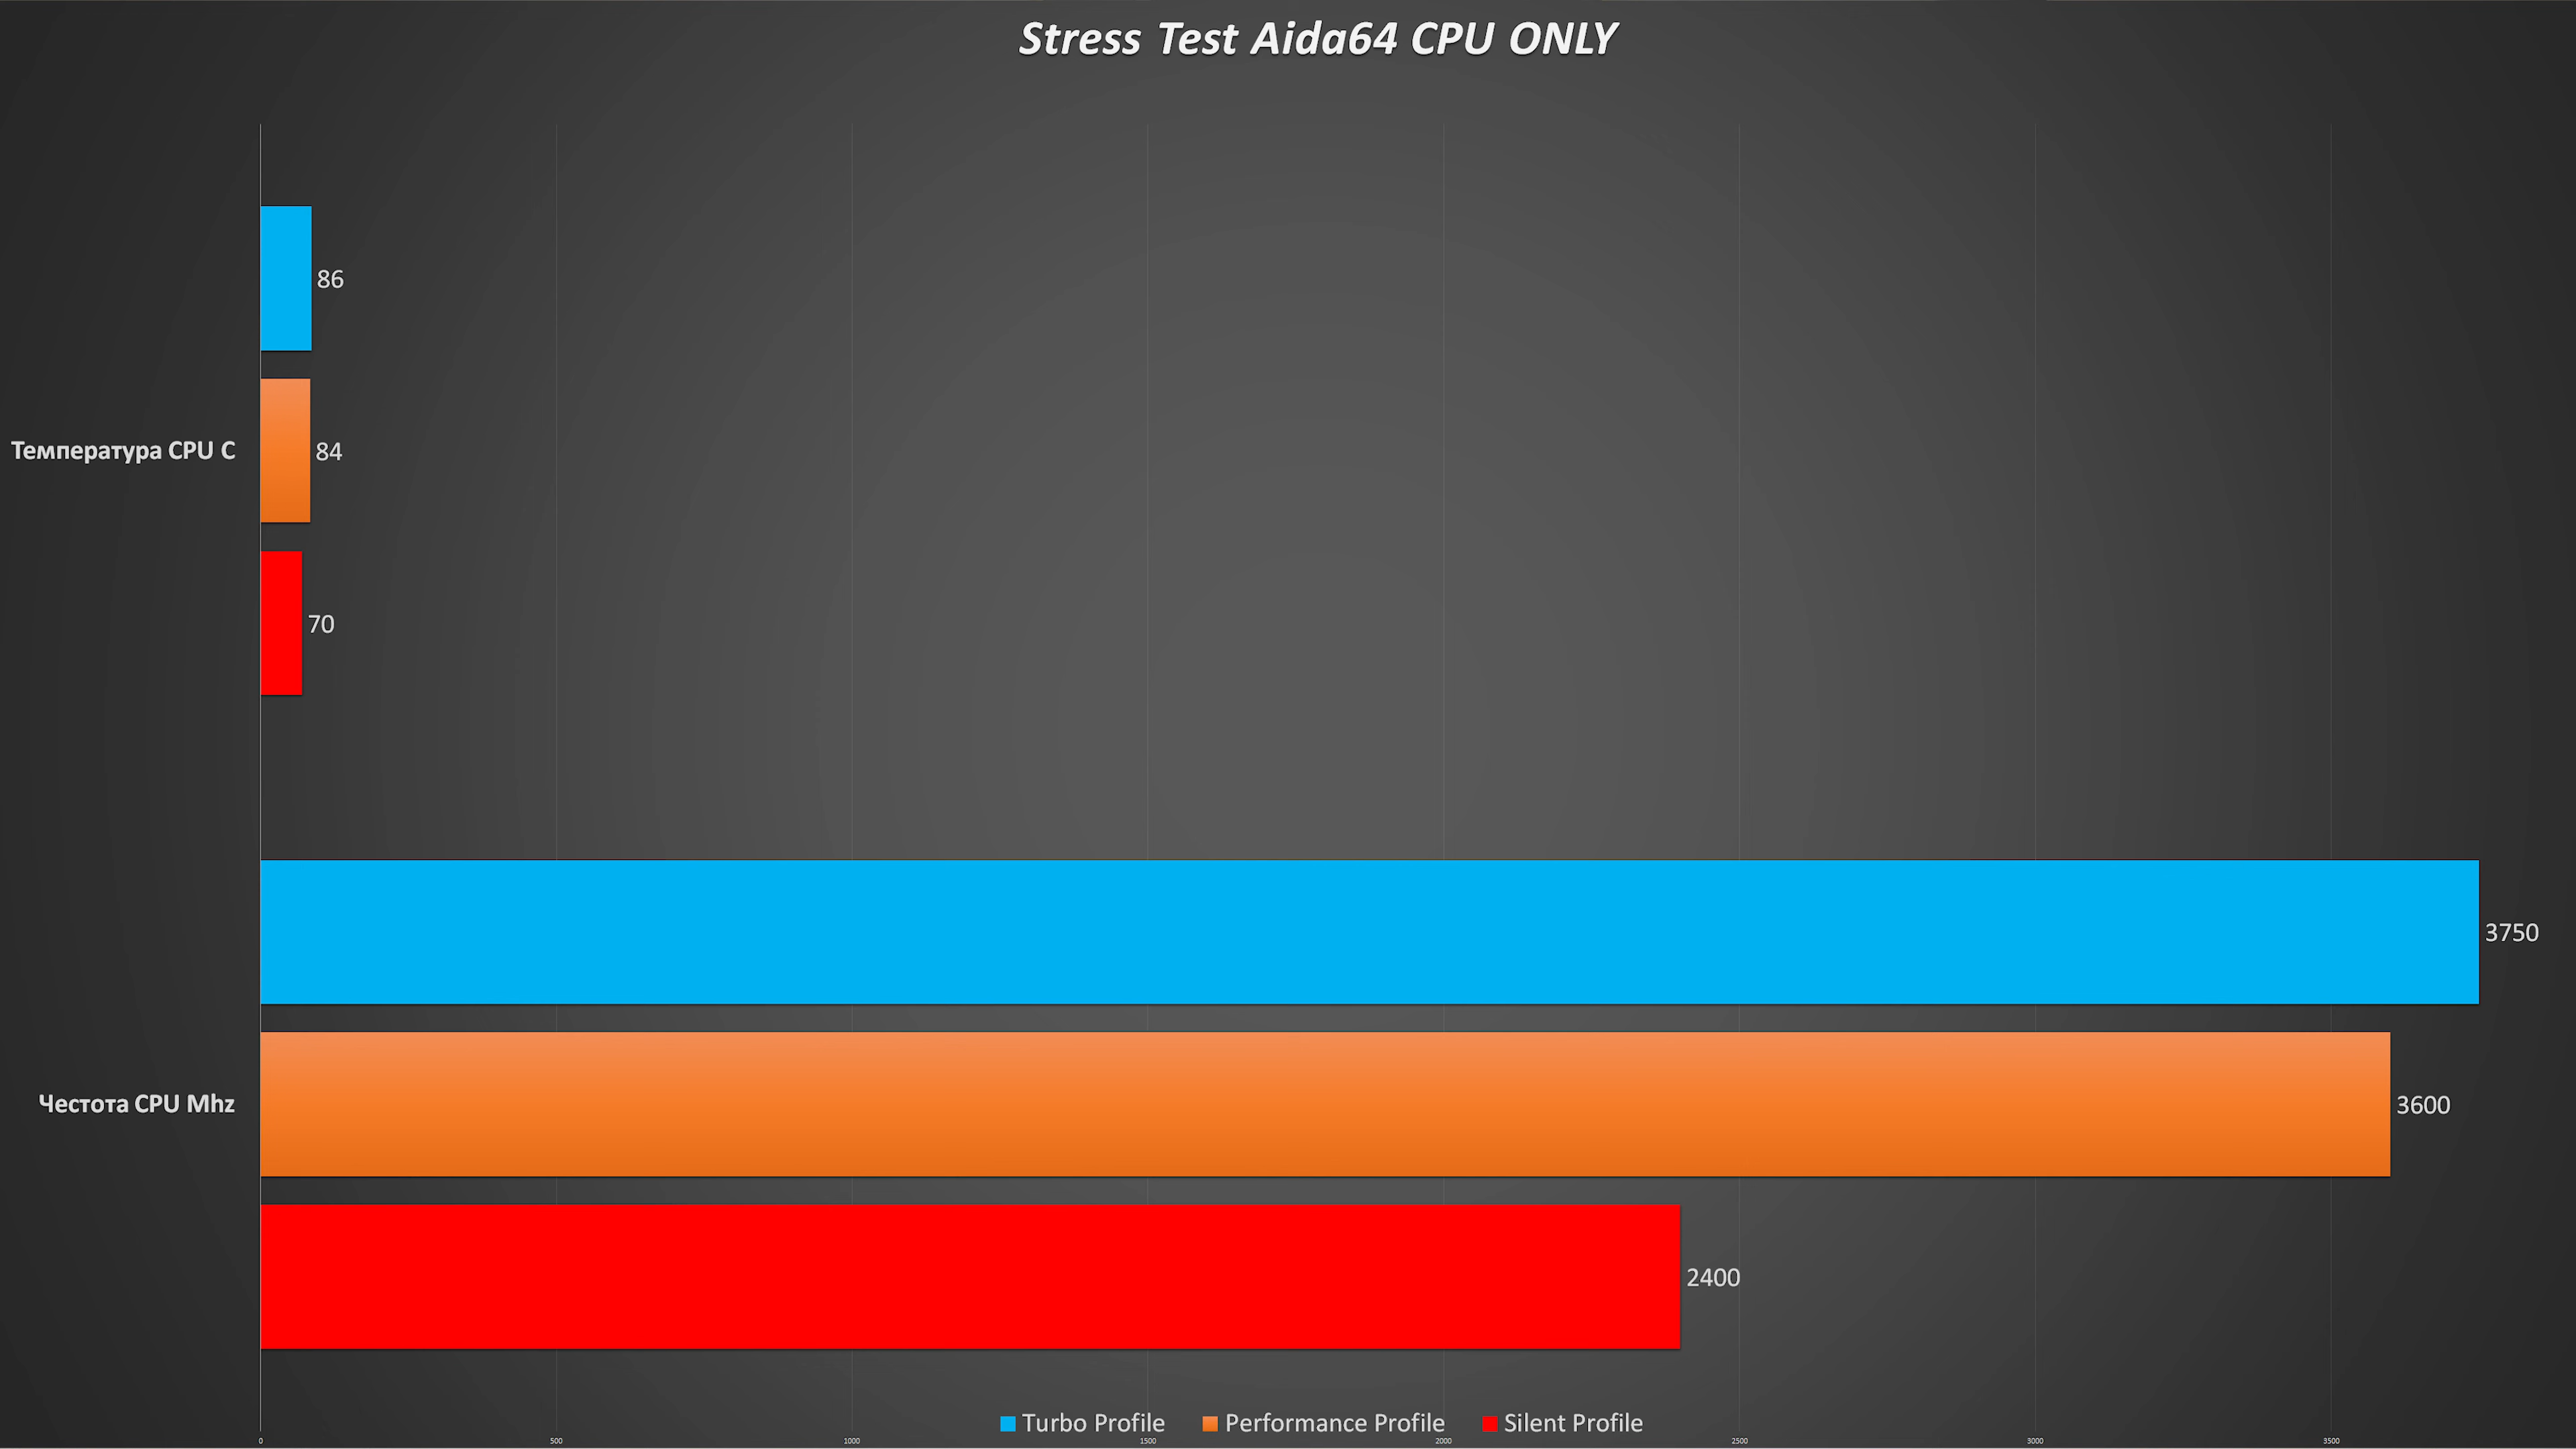 Stress Test Aida64 CPU ONLY
86
Температура CPU C
84
70
3750
Честота CPU Mhz
3600
2400
Turbo Profile
Performance Profile
Silent Profile
0
500
1000
1500
2000
2500
3000
3500